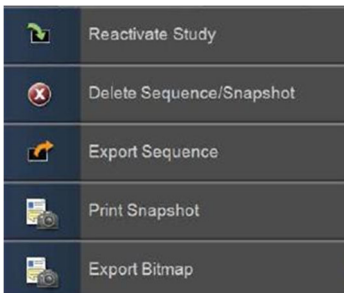 Reactivate Study
Delete Sequence/Snapshot
Export Sequence
Print Snapshot
Export Bitmap